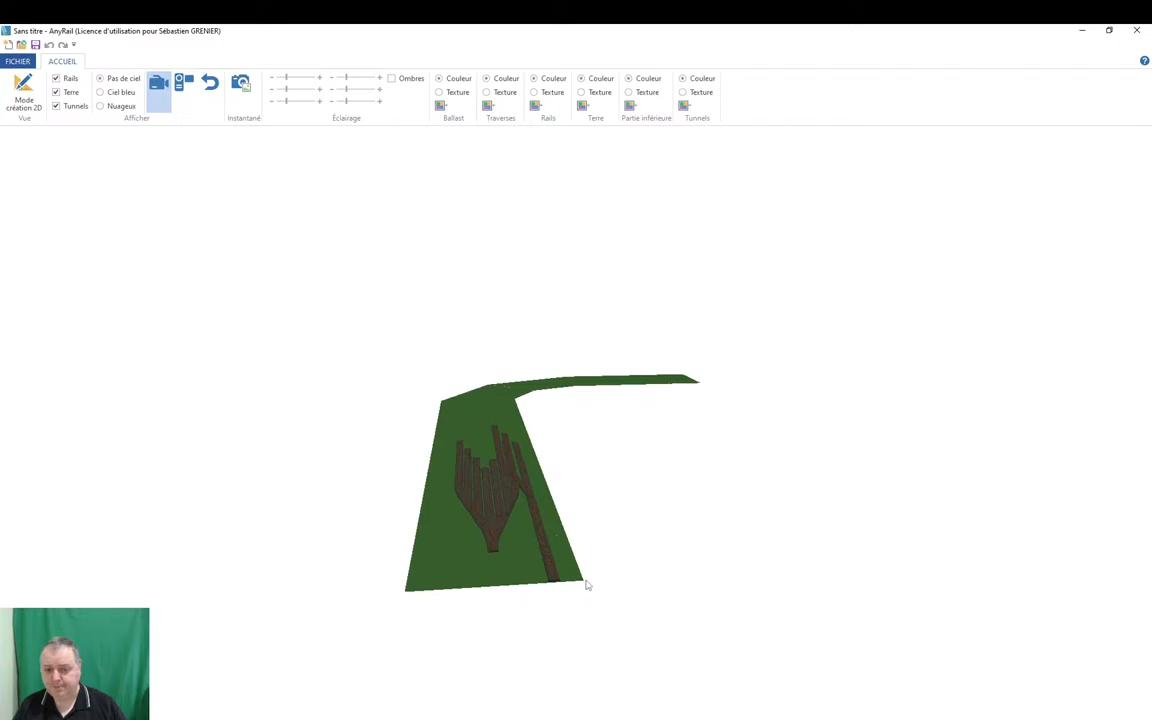 Sans titre - AnyRail (Licence d'utilisation pour Sébastien GRENIER)
FICHIER ACCUEIL
Rails Pas de ciel Ombres Couleur Couleur Couleur Couleur Couleur Couleur
Mode Terre Ciel bleu Texture Texture Texture Texture Texture Texture
création 2D Tunnels Nuageux
Vue Afficher Instantané Éclairage Ballast Traverses Rails Terre Partie inférieure Tunnels